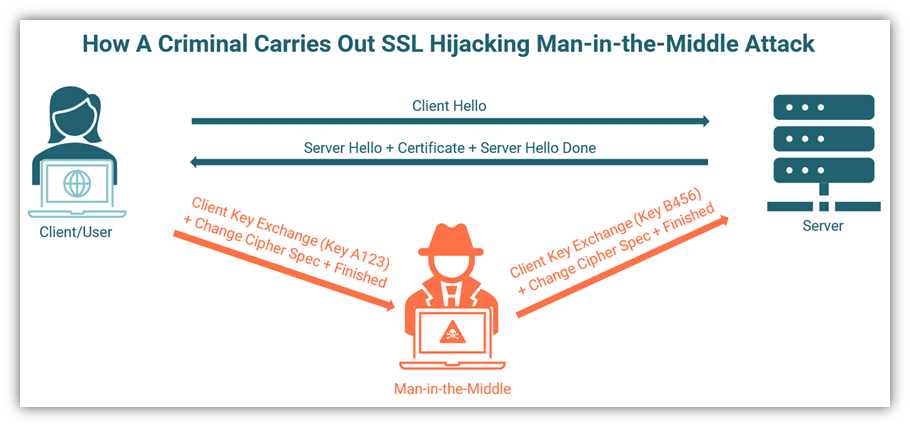 How A Criminal Carries Out SSL Hijacking Man-in-the-Middle Attack
Client Hello
Server Hello + Certificate + Server Hello Done
Client/User
Server
Client Key Exchange (Key A123)
+ Change Cipher Spec + Finished
Client Key Exchange (Key B456)
+ Change Cipher Spec + Finished
Man-in-the-Middle